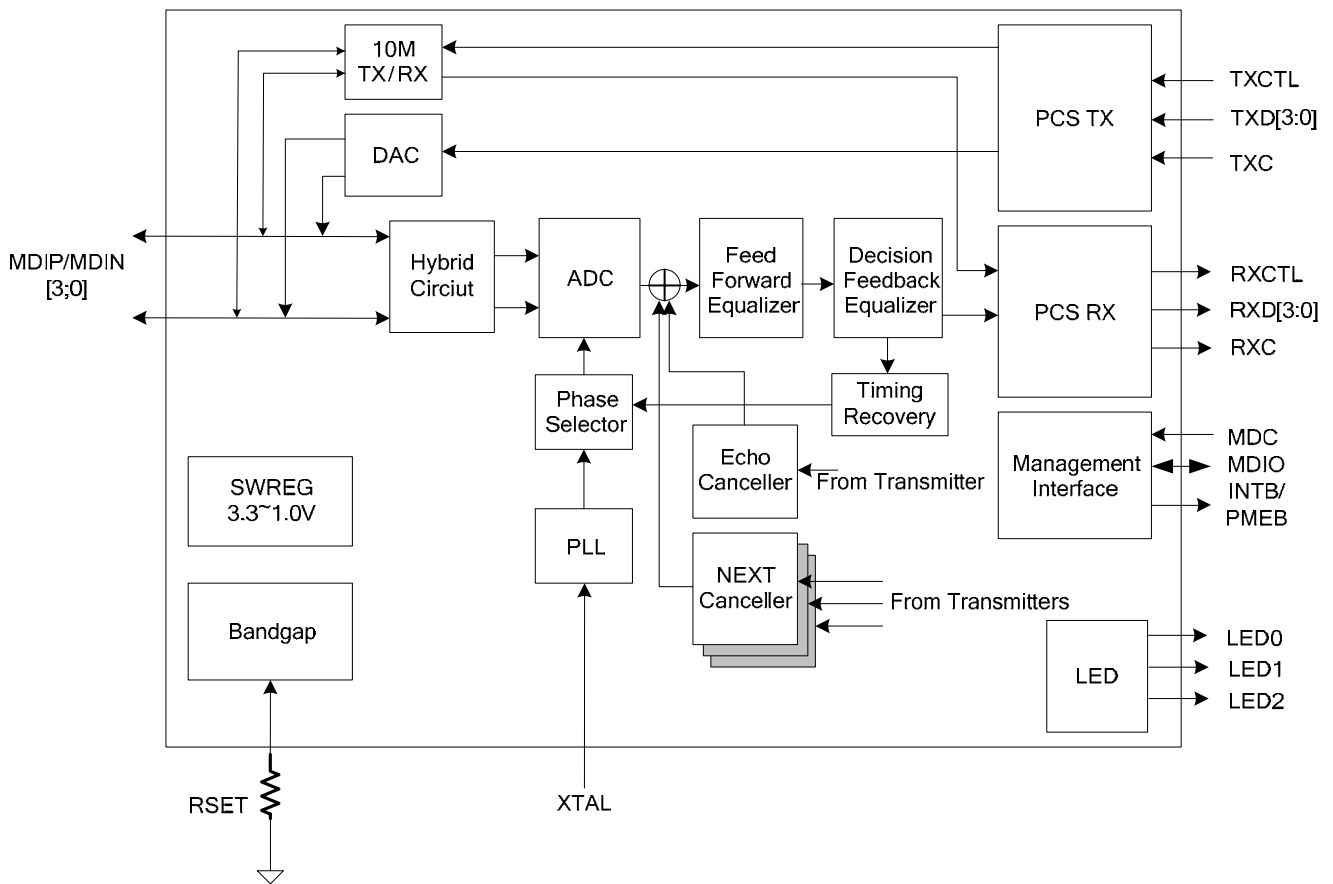 10M
TX/RX
PCS TX
TXCTL
TXD[3:0]
TXC
DAC
MDIP/MDIN
[3;0]
Hybrid
Circiut
ADC
Feed
Forward
Equalizer
Decision
Feedback
Equalizer
PCS RX
RXCTL
RXD[3:0]
RXC
Phase
Selector
Timing
Recovery
Echo
Canceller
From Transmitter
Management
Interface
MDC
MDIO
INTB/
PMEB
SWREG
3.3~1.0V
PLL
NEXT
Canceller
From Transmitters
Bandgap
LED
LED0
LED1
LED2
RSET
XTAL